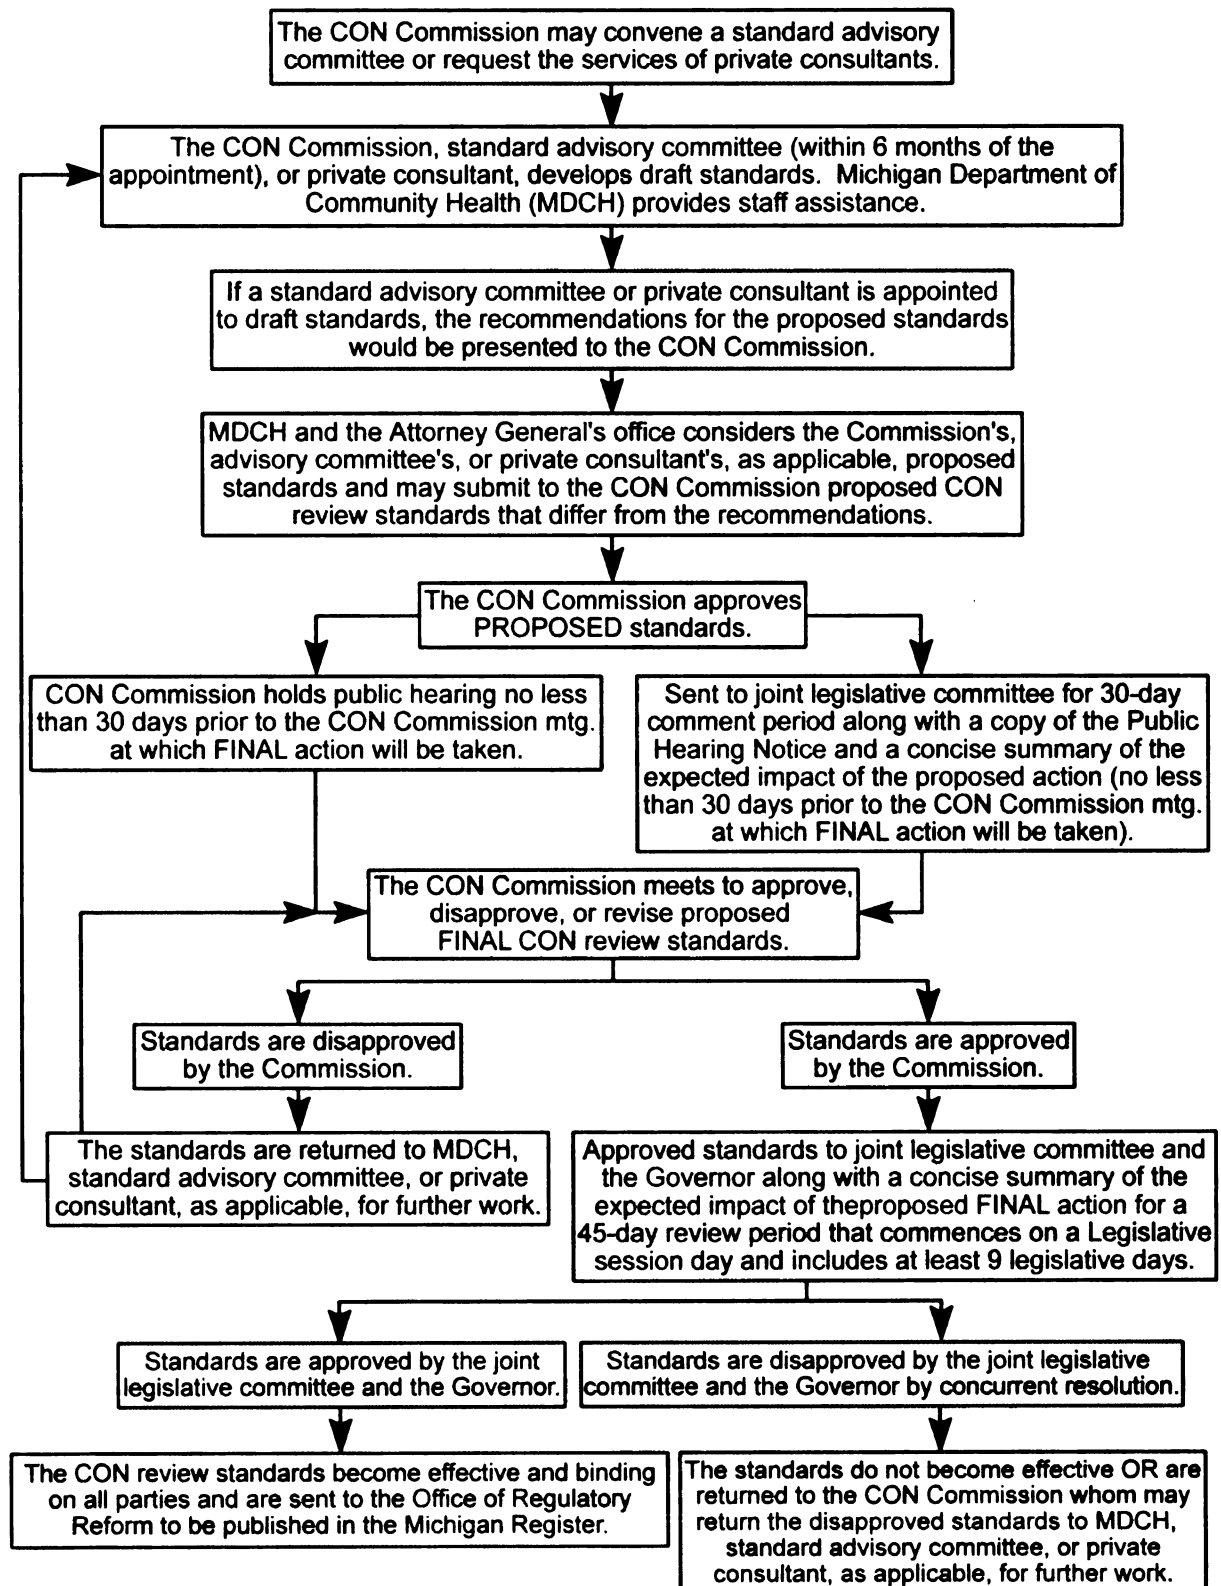 The CON Commission may convene a standard advisory
committee or request the services of private consultants.
The CON Commission, standard advisory committee (within 6 months of the
appointment), or private consultant, develops draft standards. Michigan Department of
Community Health (MDCH) provides staff assistance.
If a standard advisory committee or private consultant is appointed
to draft standards, the recommendations for the proposed standards
would be presented to the CON Commission.
MDCH and the Attorney General's office considers the Commission's,
advisory committee's, or private consultant's, as applicable, proposed
standards and may submit to the CON Commission proposed CON
review standards that differ from the recommendations.
The CON Commission approves
PROPOSED standards.
CON Commission holds public hearing no less
than 30 days prior to the CON Commission mtg.
at which FINAL action will be taken.
Sent to joint legislative committee for 30-day
comment period along with a copy of the Public
Hearing Notice and a concise summary of the
expected impact of the proposed action (no less
than 30 days prior to the CON Commission mtg.
at which FINAL action will be taken).
The CON Commission meets to approve,
disapprove, or revise proposed
FINAL CON review standards.
Standards are disapproved
by the Commission.
Standards are approved
by the Commission.
The standards are returned to MDCH,
standard advisory committee, or private
consultant, as applicable, for further work.
Approved standards to joint legislative committee and
the Governor along with a concise summary of the
expected impact of theproposed FINAL action for a
45-day review period that commences on a Legislative
session day and includes at least 9 legislative days.
Standards are approved by the joint
legislative committee and the Governor.
Standards are disapproved by the joint legislative
committee and the Governor by concurrent resolution.
The CON review standards become effective and binding
on all parties and are sent to the Office of Regulatory
Reform to be published in the Michigan Register.
The standards do not become effective OR are
returned to the CON Commission whom may
return the disapproved standards to MDCH,
standard advisory committee, or private
consultant, as applicable, for further work.